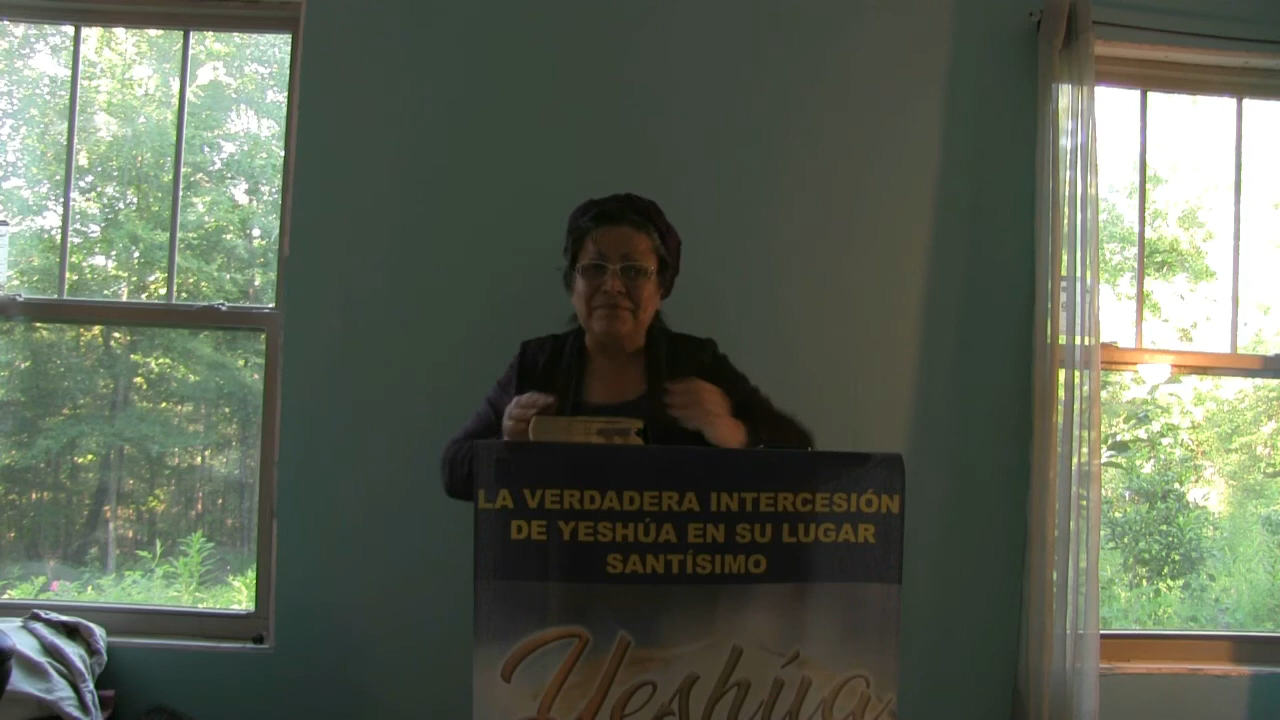 LA VERDADERA INTERCESIÓN
DE YESHÚA EN SU LUGAR
SANTÍSIMO
Yeshúa